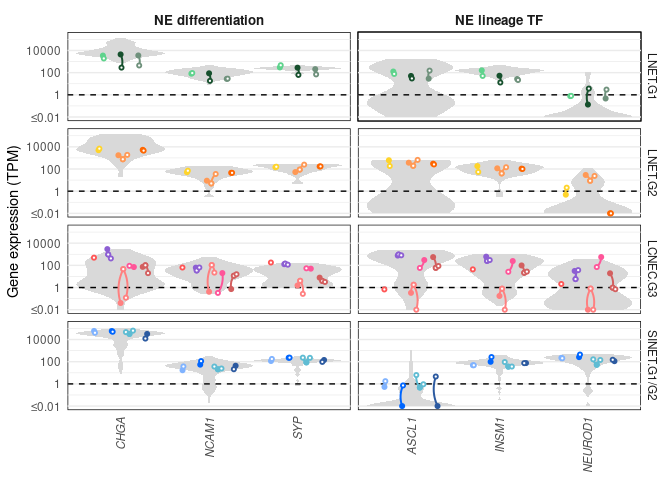 NE differentiation
NE lineage TF
Gene expression (TPM)
10000
100
1
≤0.01
LNET.G1
10000
100
1
≤0.01
LNET.G2
10000
100
1
≤0.01
LCNEC.G3
10000
100
1
≤0.01
SINET.G1/G2
CHGA
NCAM1
SYP
ASCL1
INSM1
NEUROD1